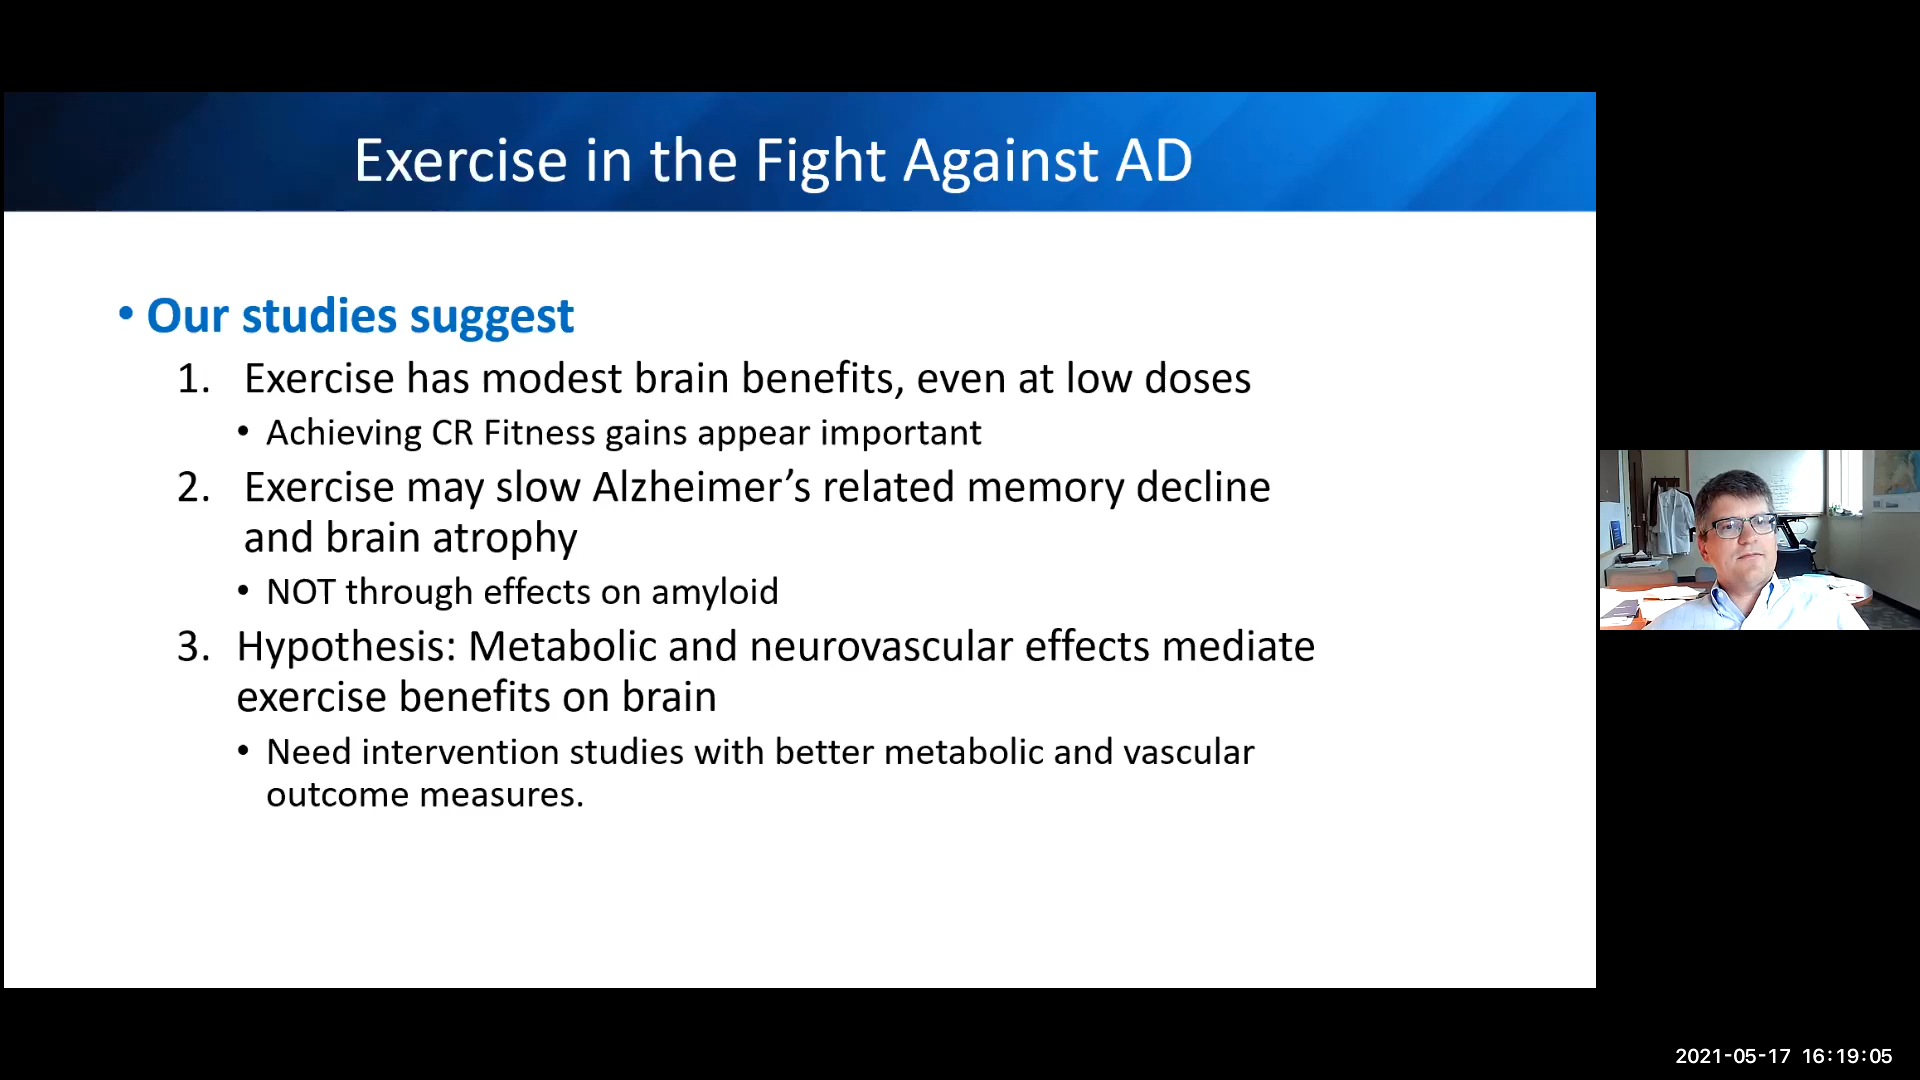 Exercise in the Fight Against AD
• Our studies suggest
1. Exercise has modest brain benefits, even at low doses
• Achieving CR Fitness gains appear important
2. Exercise may slow Alzheimer’s related memory decline
and brain atrophy
• NOT through effects on amyloid
3. Hypothesis: Metabolic and neurovascular effects mediate
exercise benefits on brain
• Need intervention studies with better metabolic and vascular
outcome measures.
2021-05-17 16:19:05